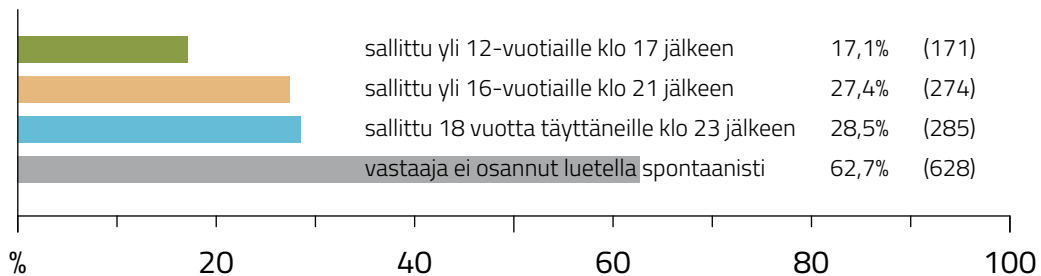 sallittu yli 12-vuotiaille klo 17 jälkeen 17,1% (171)
sallittu yli 16-vuotiaille klo 21 jälkeen 27,4% (274)
sallittu 18 vuotta täyttäneille klo 23 jälkeen 28,5% (285)
vastaaja ei osannut luetella spontaanisti 62,7% (628)
% 20 40 60 80 100